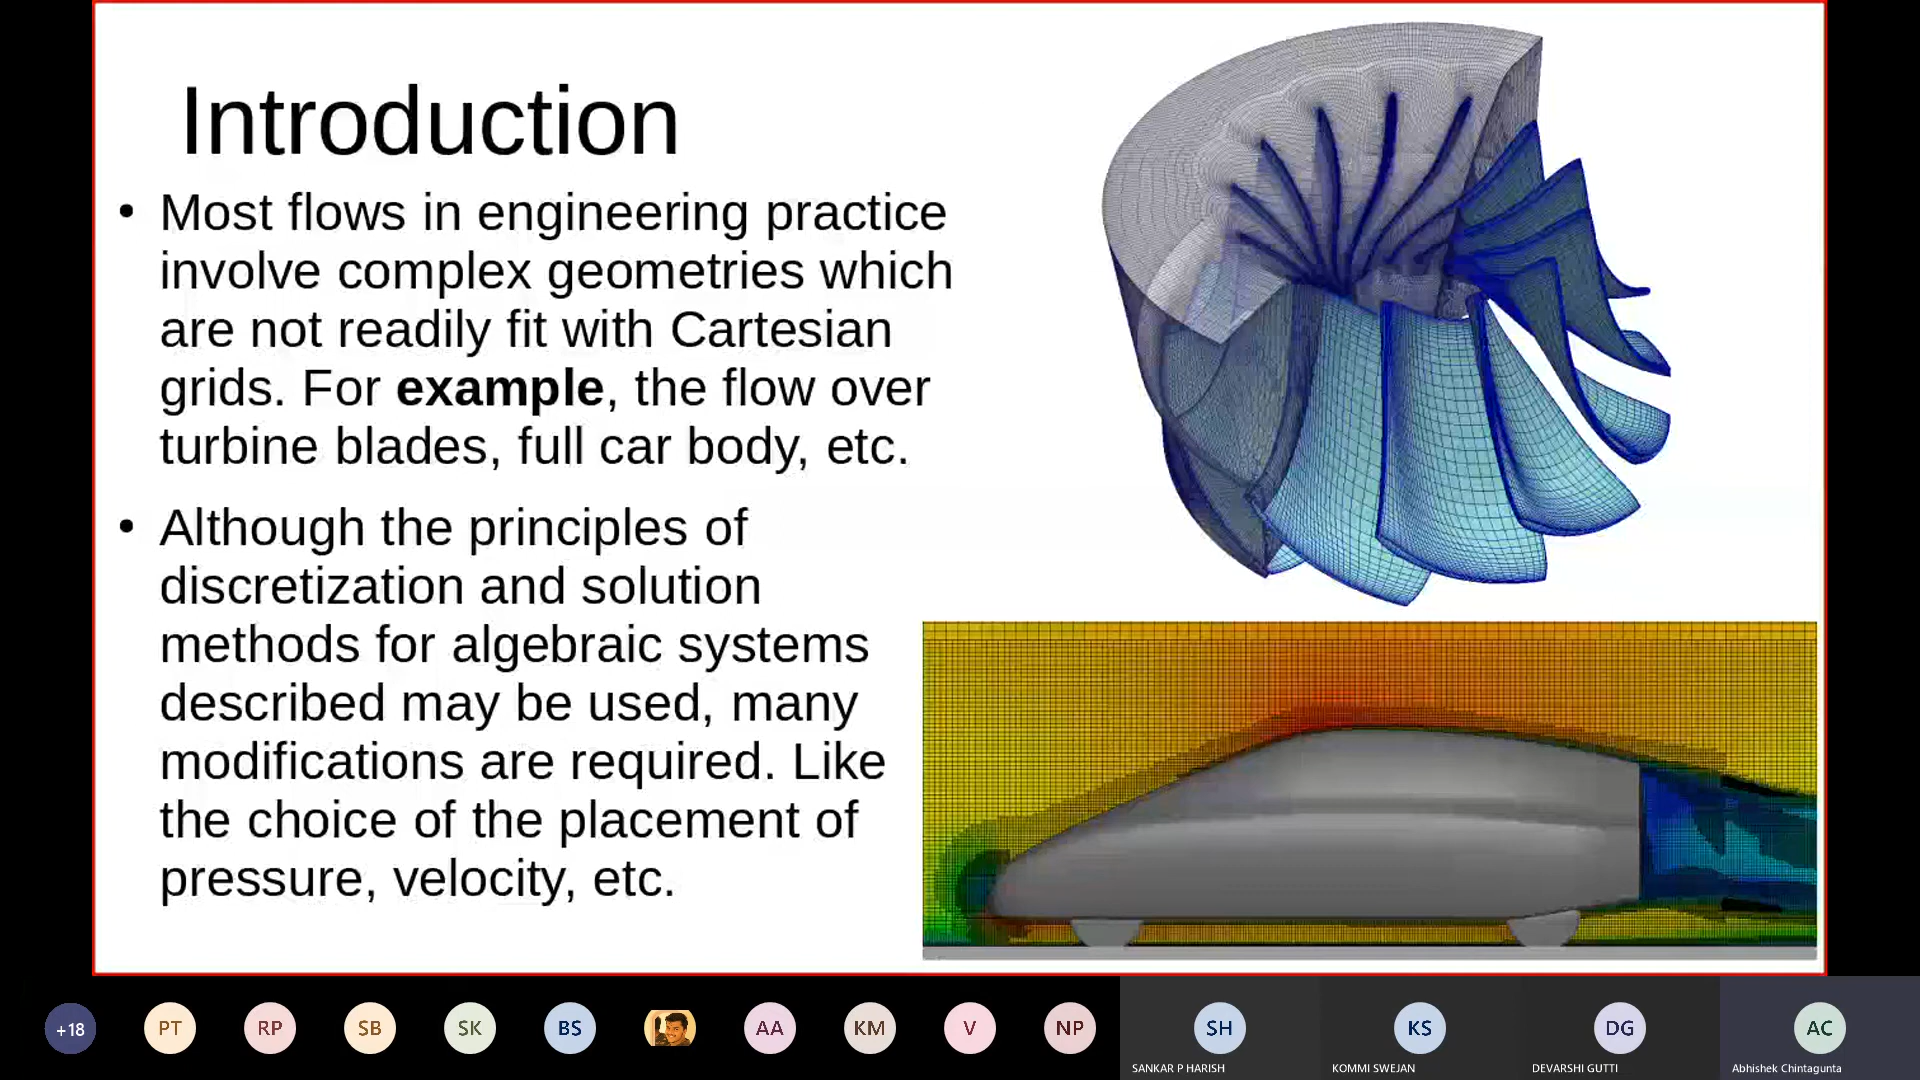 Introduction
• Most flows in engineering practice
involve complex geometries which
are not readily fit with Cartesian
grids. For example, the flow over
turbine blades, full car body, etc.
• Although the principles of
discretization and solution
methods for algebraic systems
described may be used, many
modifications are required. Like
the choice of the placement of
pressure, velocity, etc.
+18 PT RP SB SK BS AA KM V NP SH KS DG AC
SANKAR P HARISH KOMMI SWEJAN DEVARSHI GUTTI Abhishek Chintagunta